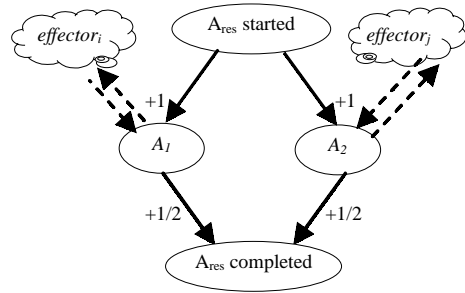 effector_i
A_res started
effector_j
+1
+1
A_1
A_2
+1/2
+1/2
A_res completed